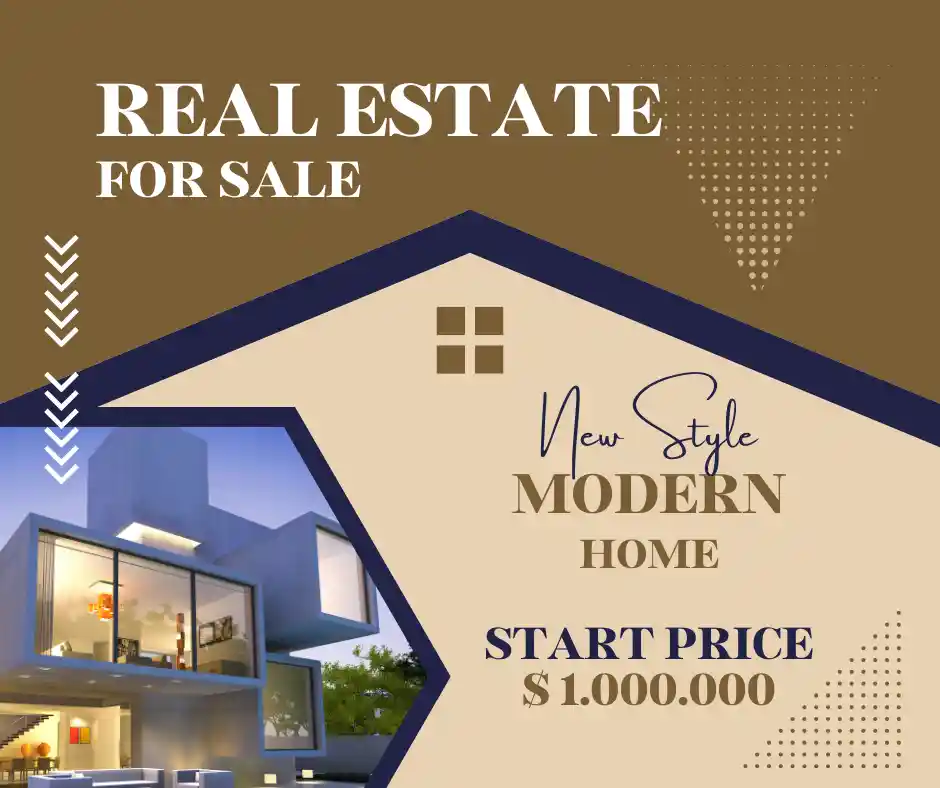 REAL ESTATE
FOR SALE
New Style
MODERN
HOME
START PRICE
$ 1.000.000